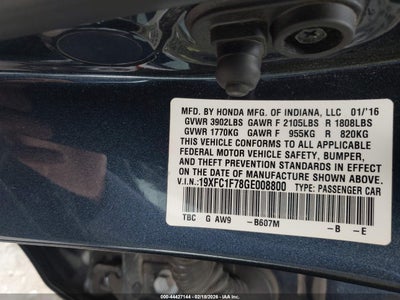 MFD. BY HONDA MFG. OF INDIANA, LLC 01/'16
GVWR 3902LBS GAWR F 2105LBS R 1808LBS
GVWR 1770KG GAWR F 955KG R 820KG
THIS VEHICLE CONFORMS TO ALL APPLICABLE
FEDERAL MOTOR VEHICLE SAFETY, BUMPER,
AND THEFT PREVENTION STANDARDS IN EFFECT
ON THE DATE OF MANUFACTURE SHOWN ABOVE.
V.I.N.:19XFC1F78GE008800 TYPE: PASSENGER CAR
TBC G AW9 -B607M -B -E
000-44427144 - 02/18/2026 - IAAI.COM